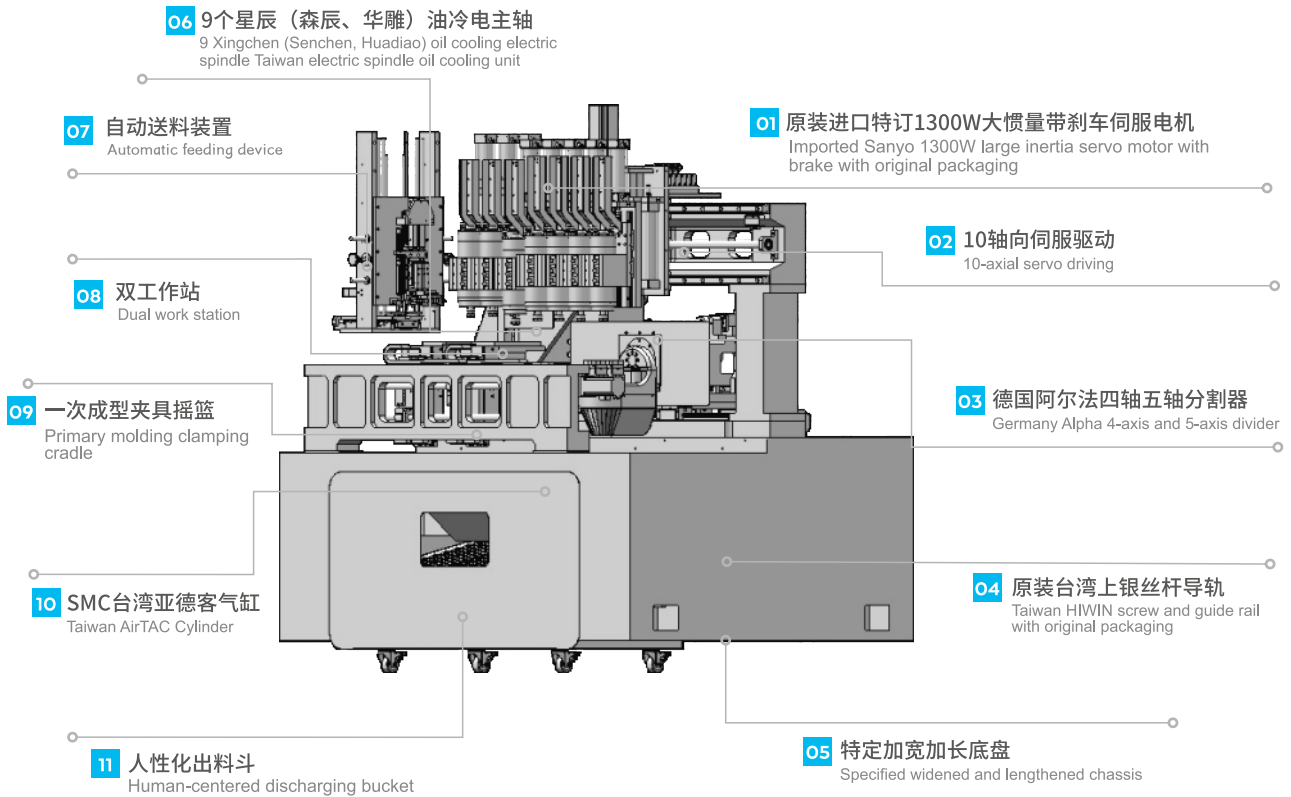 06 9个星辰（森辰、华雕）油冷电主轴
9 Xingchen (Senchen, Huadiao) oil cooling electric
spindle Taiwan electric spindle oil cooling unit
07 自动送料装置
Automatic feeding device
01 原装进口特订1300W大惯量带刹车伺服电机
Imported Sanyo 1300W large inertia servo motor with
brake with original packaging
02 10轴向伺服驱动
10-axial servo driving
08 双工作站
Dual work station
03 德国阿尔法四轴五轴分割器
Germany Alpha 4-axis and 5-axis divider
09 一次成型夹具摇篮
Primary molding clamping
cradle
04 原装台湾上银丝杆导轨
Taiwan HIWIN screw and guide rail
with original packaging
10 SMC台湾亚德客气缸
Taiwan AirTAC Cylinder
05 特定加宽加长底盘
Specified widened and lengthened chassis
11 人性化出料斗
Human-centered discharging bucket